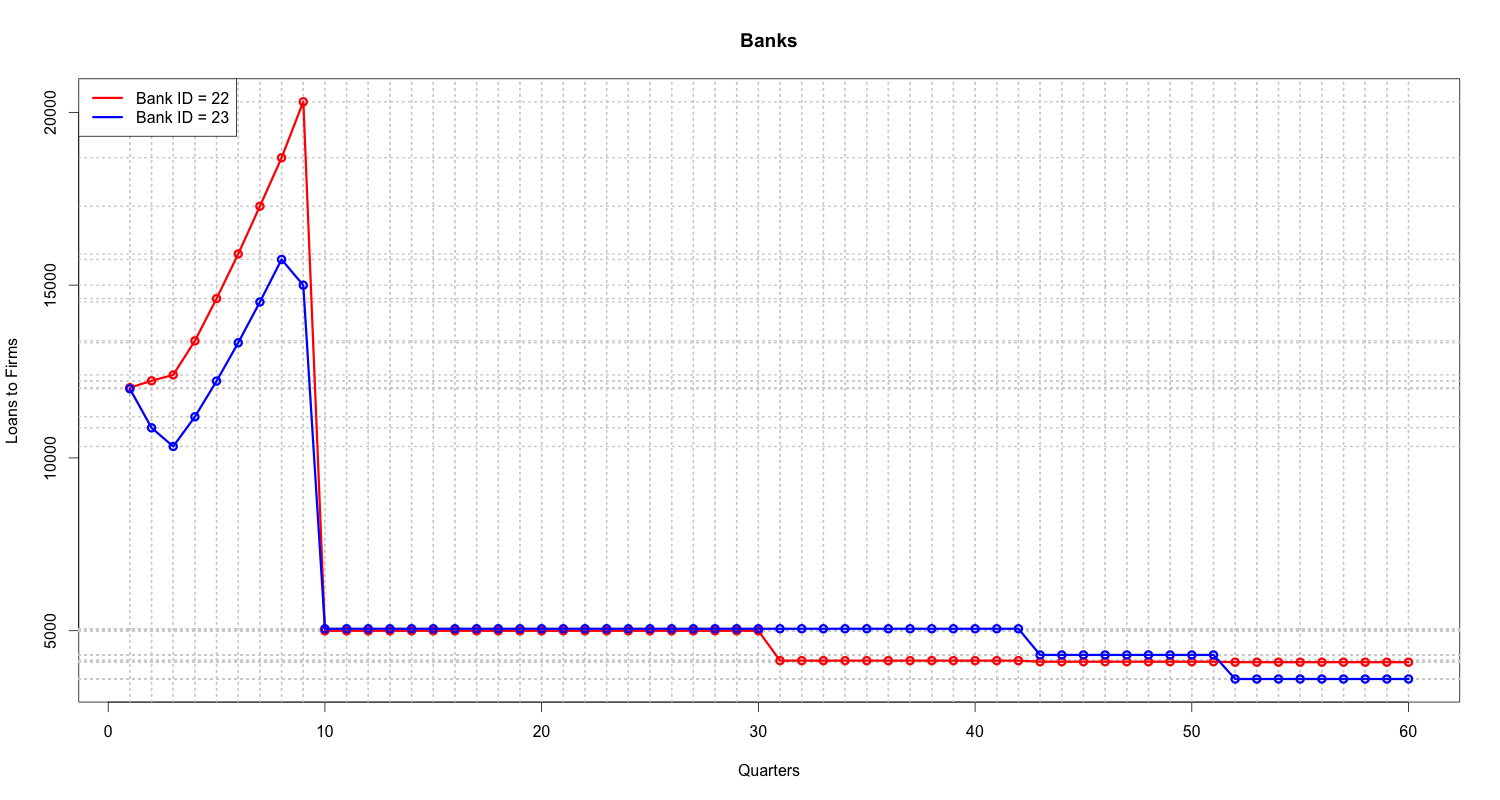 Banks
Bank ID = 22
Bank ID = 23
Loans to Firms
20000
15000
10000
5000
0 10 20 30 40 50 60
Quarters